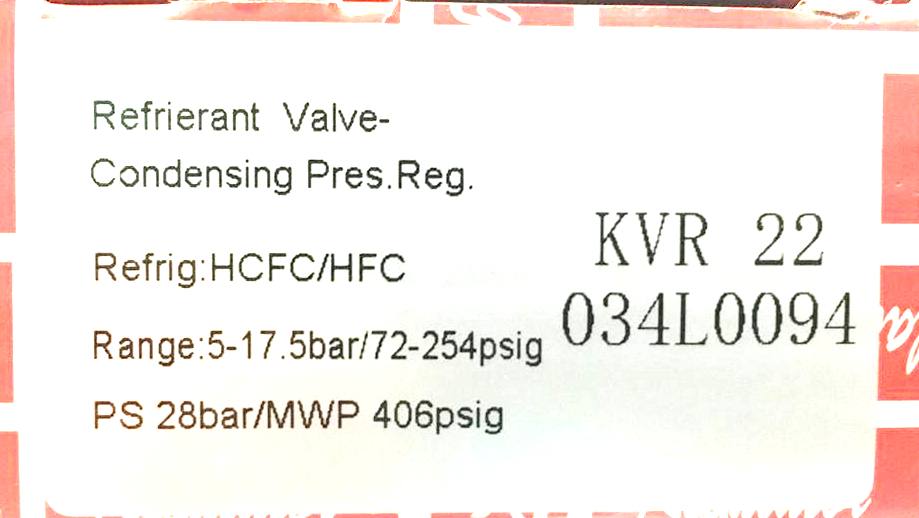 Refrierant Valve-
Condensing Pres.Reg.
KVR 22
Refrig:HCFC/HFC
034L0094
Range:5-17.5bar/72-254psig
PS 28bar/MWP 406psig